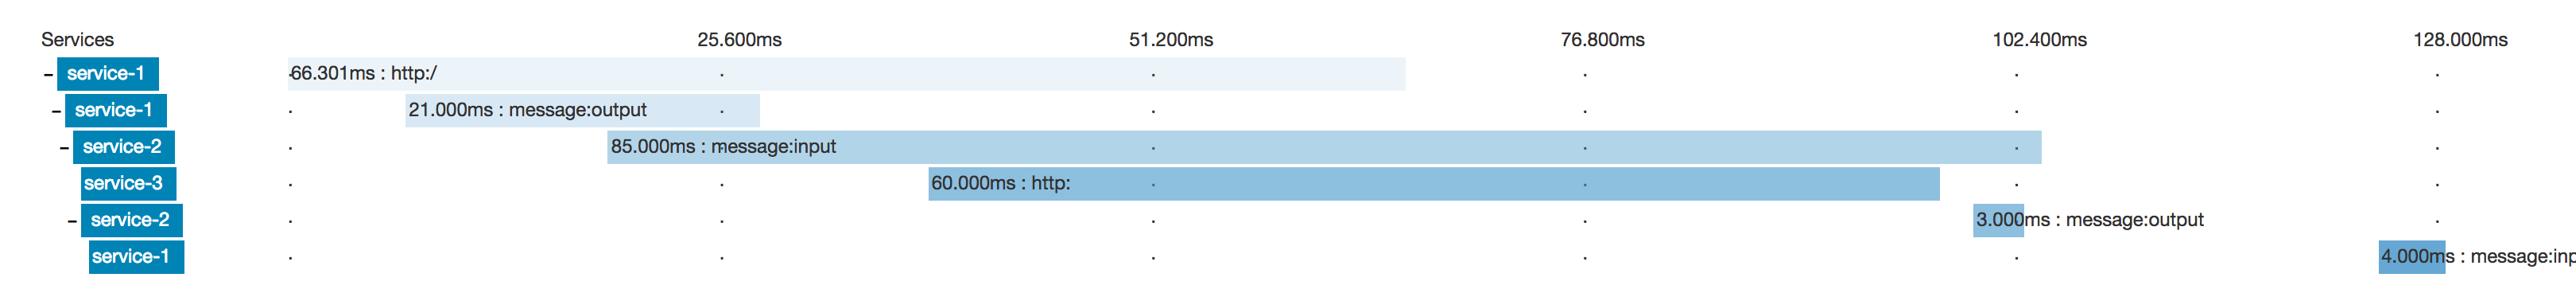 Services 25.600ms 51.200ms 76.800ms 102.400ms 128.000ms
- service-1 66.301ms : http:/
- service-1 21.000ms : message:output
- service-2 85.000ms : message:input
service-3 60.000ms : http:
- service-2 3.000ms : message:output
service-1 4.000ms : message:inp